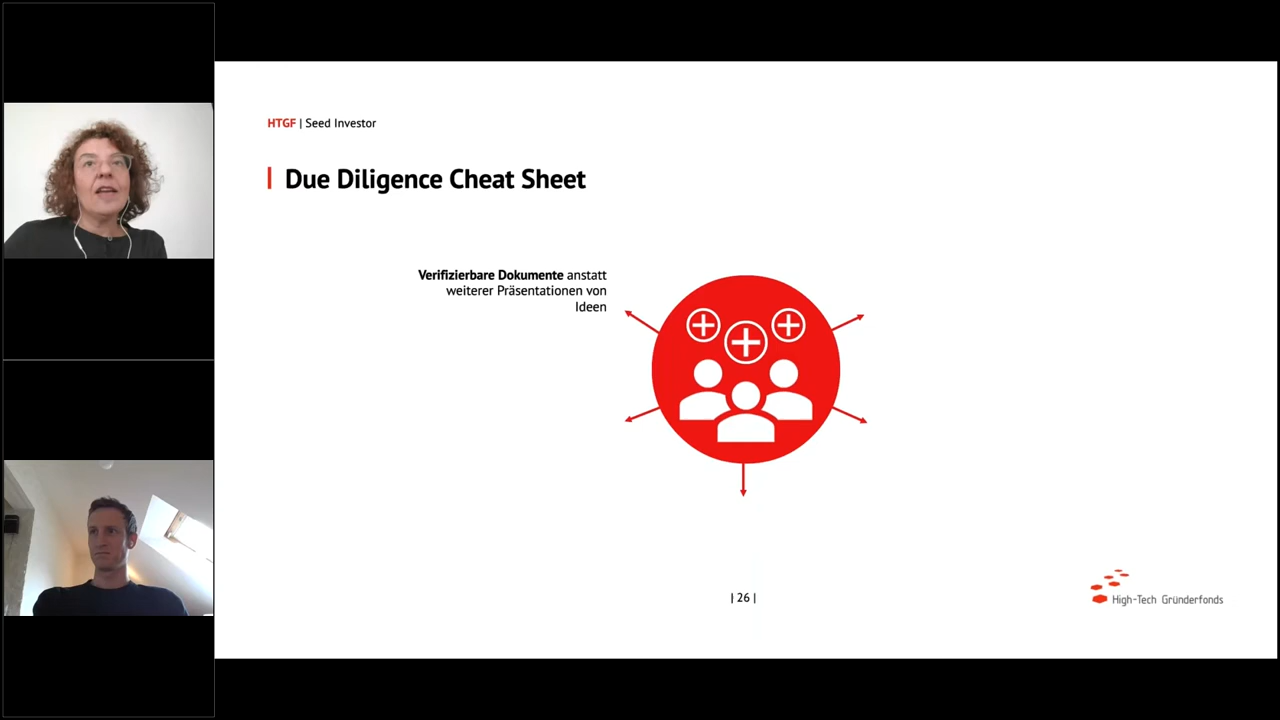 HTGF | Seed Investor
Due Diligence Cheat Sheet
Verifizierbare Dokumente anstatt
weiterer Präsentationen von
Ideen
| 26 |
High-Tech Gründerfonds